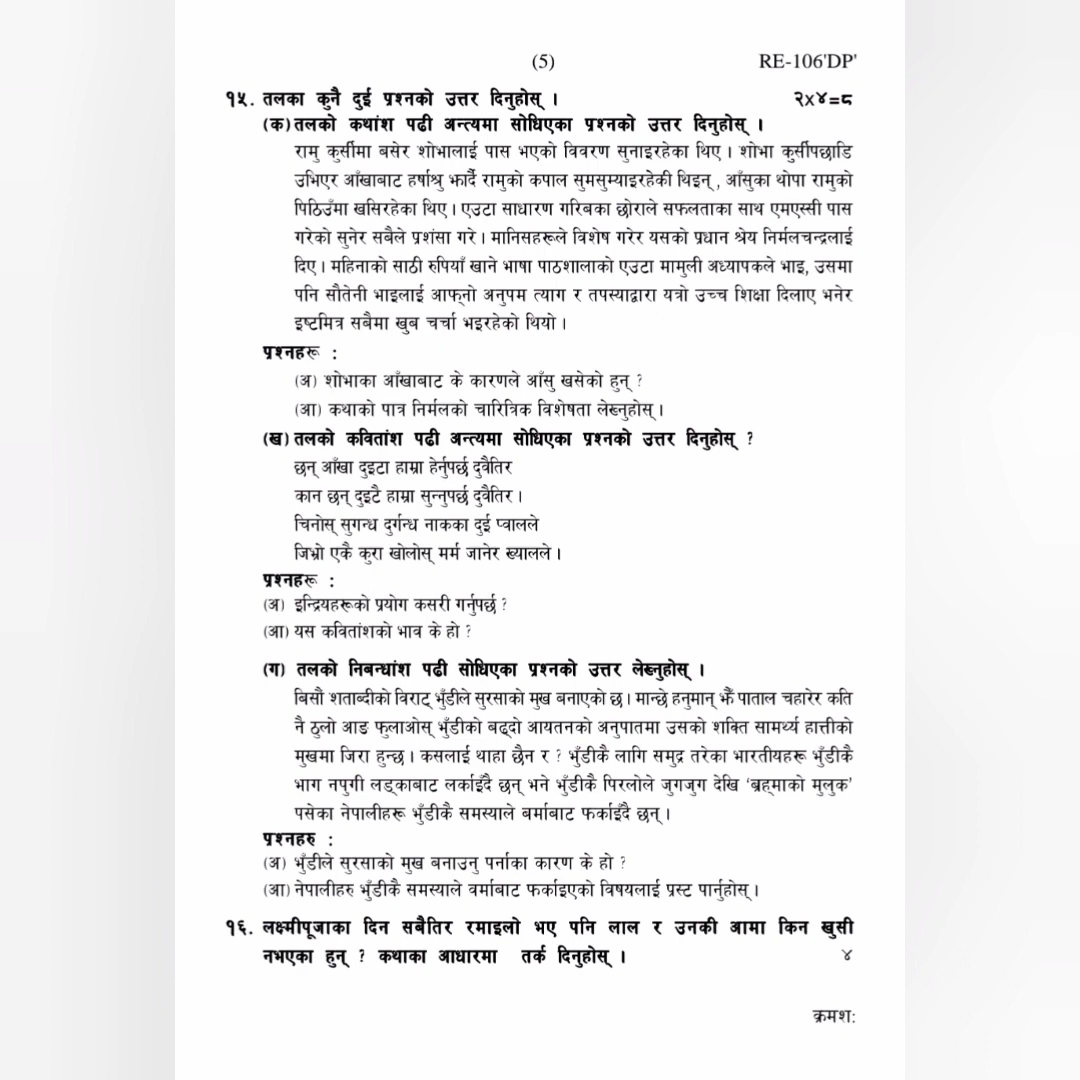 (5) RE-106'DP'
१५. तलका कुनै दुई प्रश्नको उत्तर दिनुहोस् । २x४=८
(क) तलको कथांश पढी अन्त्यमा सोधिएका प्रश्नको उत्तर दिनुहोस् ।
रामु कुर्सीमा बसेर शोभालाई पास भएको विवरण सुनाइरहेका थिए । शोभा कुर्सीपछाडि
उभिएर आँखाबाट हर्षाश्रु झार्दै रामुको कपाल सुमसुम्याइरहेकी थिइन् , आँसुका थोपा रामुको
पिठिउँमा खसिरहेका थिए । एउटा साधारण गरिबका छोराले सफलताका साथ एमएस्सी पास
गरेको सुनेर सबैले प्रशंसा गरे । मानिसहरूले विशेष गरेर यसको प्रधान श्रेय निर्मलचन्द्रलाई
दिए । महिनाको साठी रुपियाँ खाने भाषा पाठशालाको एउटा मामुली अध्यापकले भाइ, उसमा
पनि सौतेनी भाइलाई आफ्नो अनुपम त्याग र तपस्याद्वारा यत्रो उच्च शिक्षा दिलाए भनेर
इष्टमित्र सबैमा खुब चर्चा भइरहेको थियो ।
प्रश्नहरू :
(अ) शोभाका आँखाबाट के कारणले आँसु खसेको हुन् ?
(आ) कथाको पात्र निर्मलको चारित्रिक विशेषता लेख्नुहोस् ।
(ख) तलको कवितांश पढी अन्त्यमा सोधिएका प्रश्नको उत्तर दिनुहोस् ?
छन् आँखा दुइटा हाम्रा हेर्नुपर्छ दुवैतिर
कान छन् दुइटै हाम्रा सुन्नुपर्छ दुवैतिर ।
चिनोस् सुगन्ध दुर्गन्ध नाकका दुई प्वालले
जिभ्रो एकै कुरा खोलोस् मर्म जानेर ख्यालले ।
प्रश्नहरू :
(अ) इन्द्रियहरूको प्रयोग कसरी गर्नुपर्छ ?
(आ) यस कवितांशको भाव के हो ?
(ग) तलको निबन्धांश पढी सोधिएका प्रश्नको उत्तर लेख्नुहोस् ।
बिसौं शताब्दीको विराट् भुँडीले सुरसाको मुख बनाएको छ । मान्छे हनुमान् झैँ पाताल चहारेर कति
नै ठुलो आङ फुलाओस् भुँडीको बढ्दो आयतनको अनुपातमा उसको शक्ति सामर्थ्य हात्तीको
मुखमा जिरा हुन्छ । कसलाई थाहा छैन र ? भुँडीकै लागि समुद्र तरेका भारतीयहरू भुँडीकै
भाग नपुगी लङ्काबाट लर्काइँदै छन् भने भुँडीकै पिरलोले जुगजुग देखि ‘ब्रह्माको मुलुक’
पसेका नेपालीहरू भुँडीकै समस्याले बर्माबाट फर्काइँदै छन् ।
प्रश्नहरु :
(अ) भुँडीले सुरसाको मुख बनाउनु पर्नाका कारण के हो ?
(आ) नेपालीहरु भुँडीकै समस्याले वर्माबाट फर्काइएको विषयलाई प्रस्ट पार्नुहोस् ।
१६. लक्ष्मीपूजाका दिन सबैतिर रमाइलो भए पनि लाल र उनकी आमा किन खुसी
नभएका हुन् ? कथाका आधारमा तर्क दिनुहोस् । ४
क्रमश: